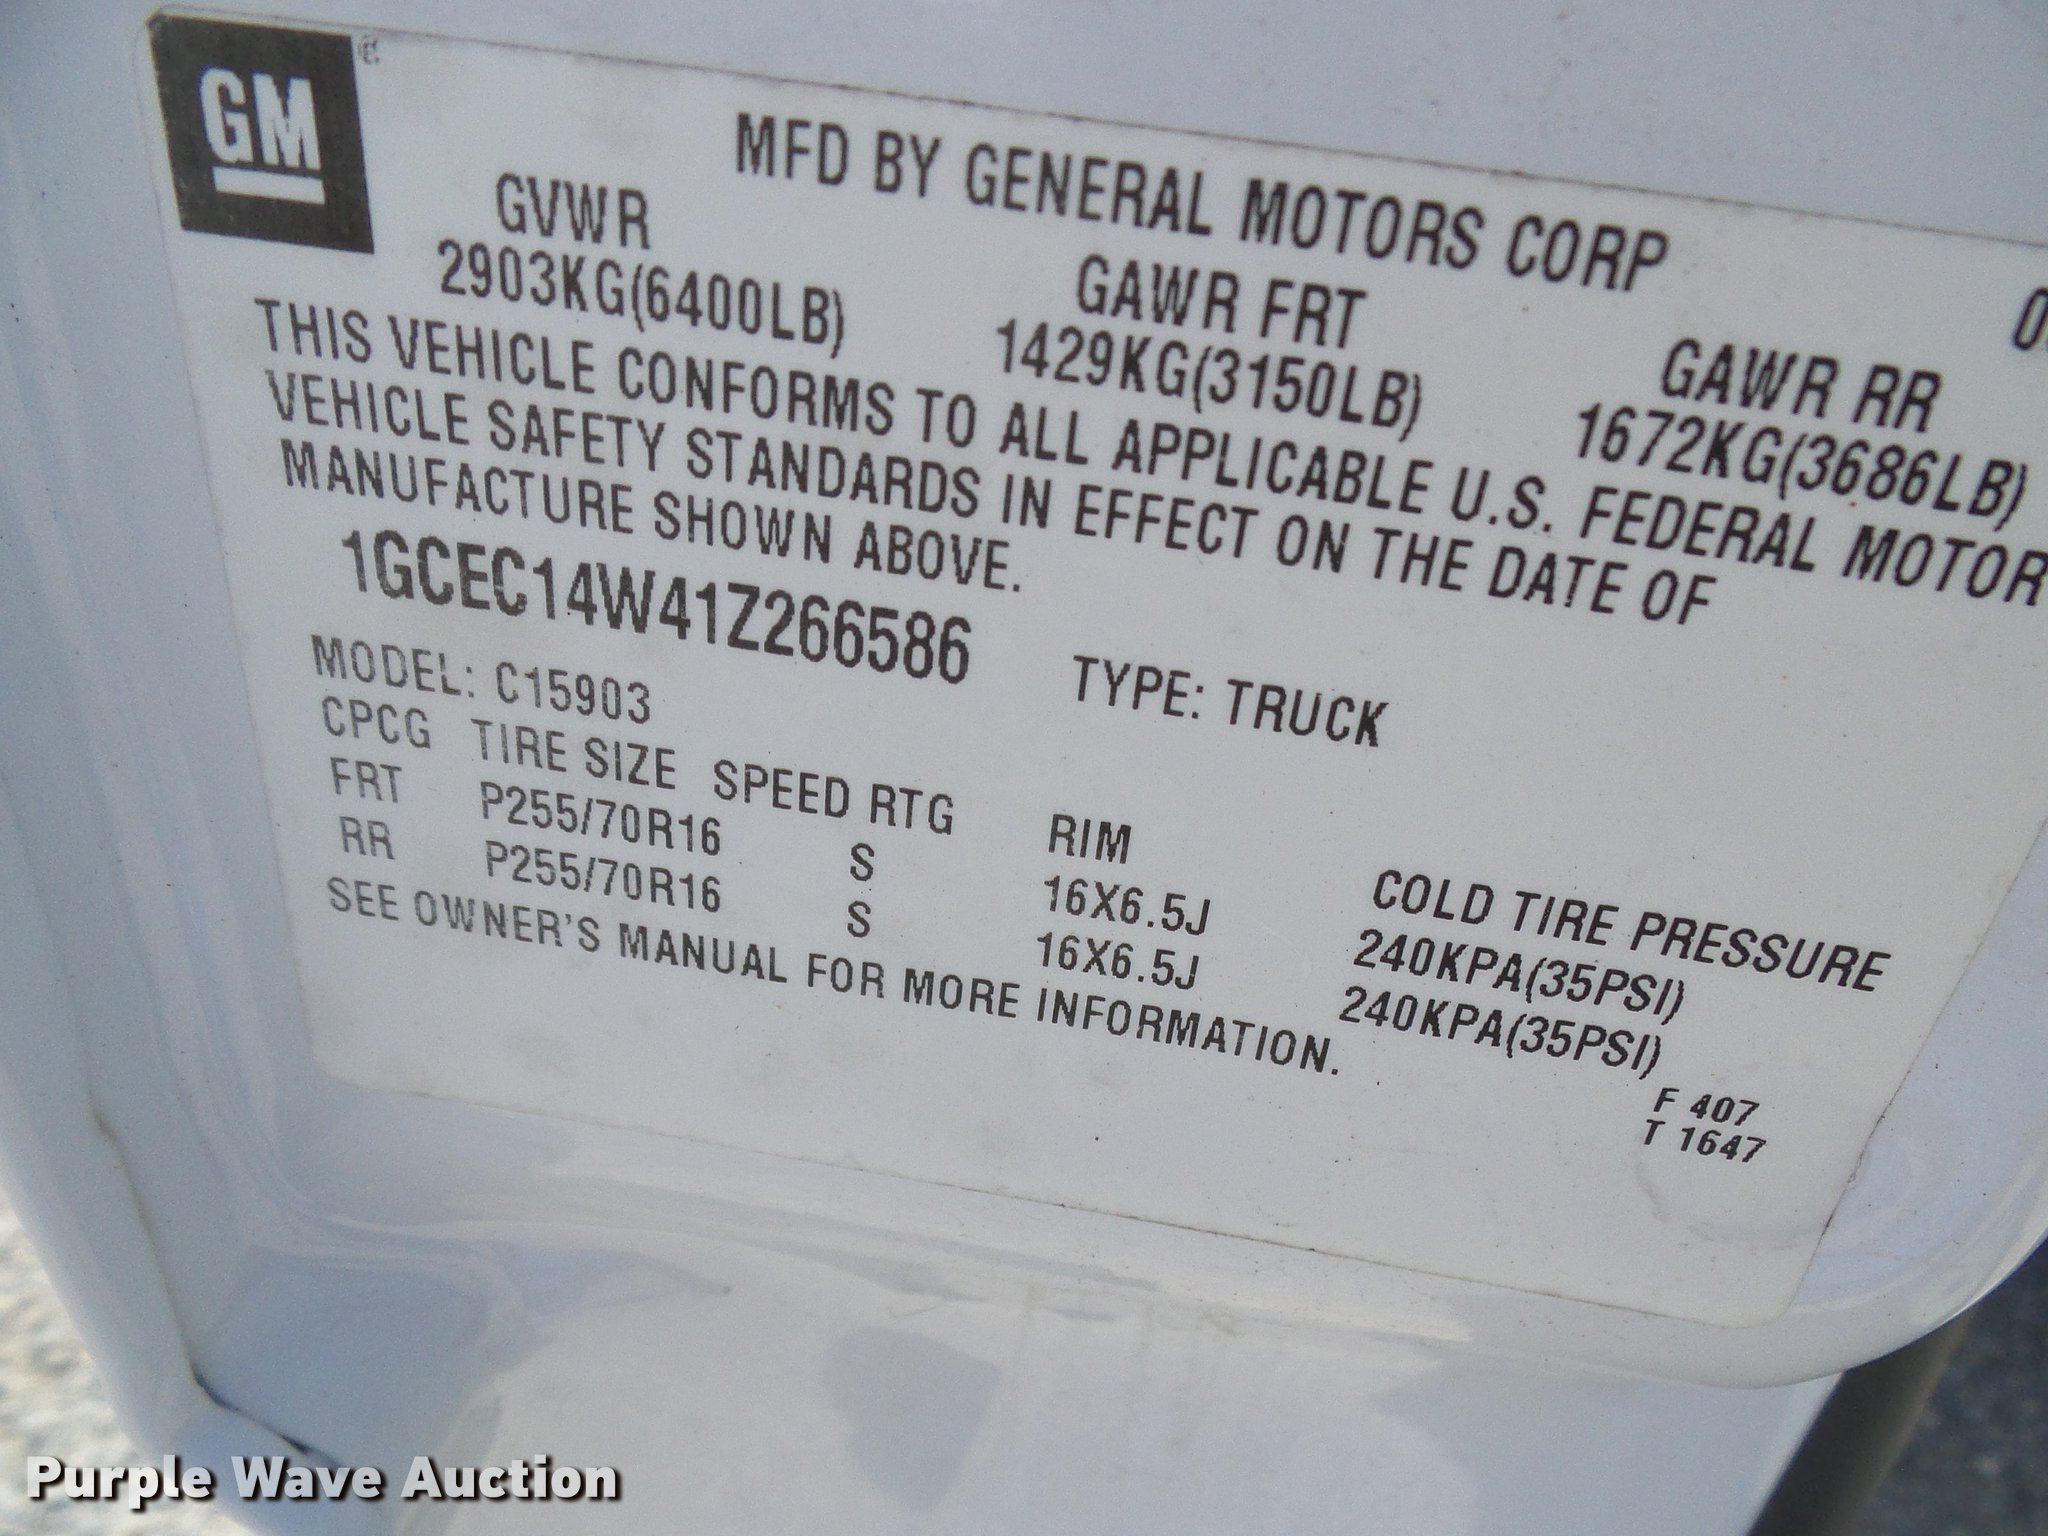 GM
MFD BY GENERAL MOTORS CORP
GVWR GAWR FRT GAWR RR
2903KG(6400LB) 1429KG(3150LB) 1672KG(3686LB)
THIS VEHICLE CONFORMS TO ALL APPLICABLE U.S. FEDERAL MOTOR
VEHICLE SAFETY STANDARDS IN EFFECT ON THE DATE OF
MANUFACTURE SHOWN ABOVE.
1GCEC14W41Z266586 TYPE: TRUCK
MODEL: C15903
CPCG TIRE SIZE SPEED RTG RIM COLD TIRE PRESSURE
FRT P255/70R16 S 16X6.5J 240KPA(35PSI)
RR P255/70R16 S 16X6.5J 240KPA(35PSI)
SEE OWNER'S MANUAL FOR MORE INFORMATION.
F 407
T 1647
Purple Wave Auction